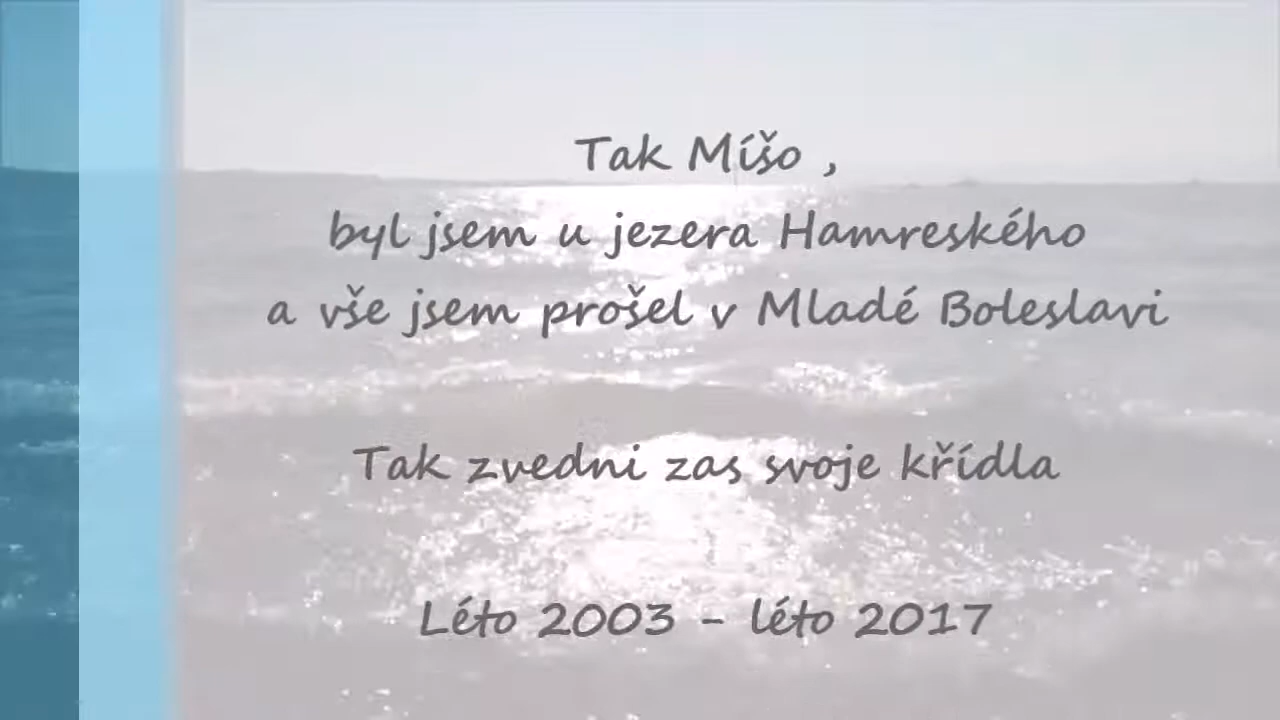 Tak Míšo ,
byl jsem u jezera Hamreského
a vše jsem prošel v Mladé Boleslavi
Tak zvedni zas svoje křídla
Léto 2003 - léto 2017